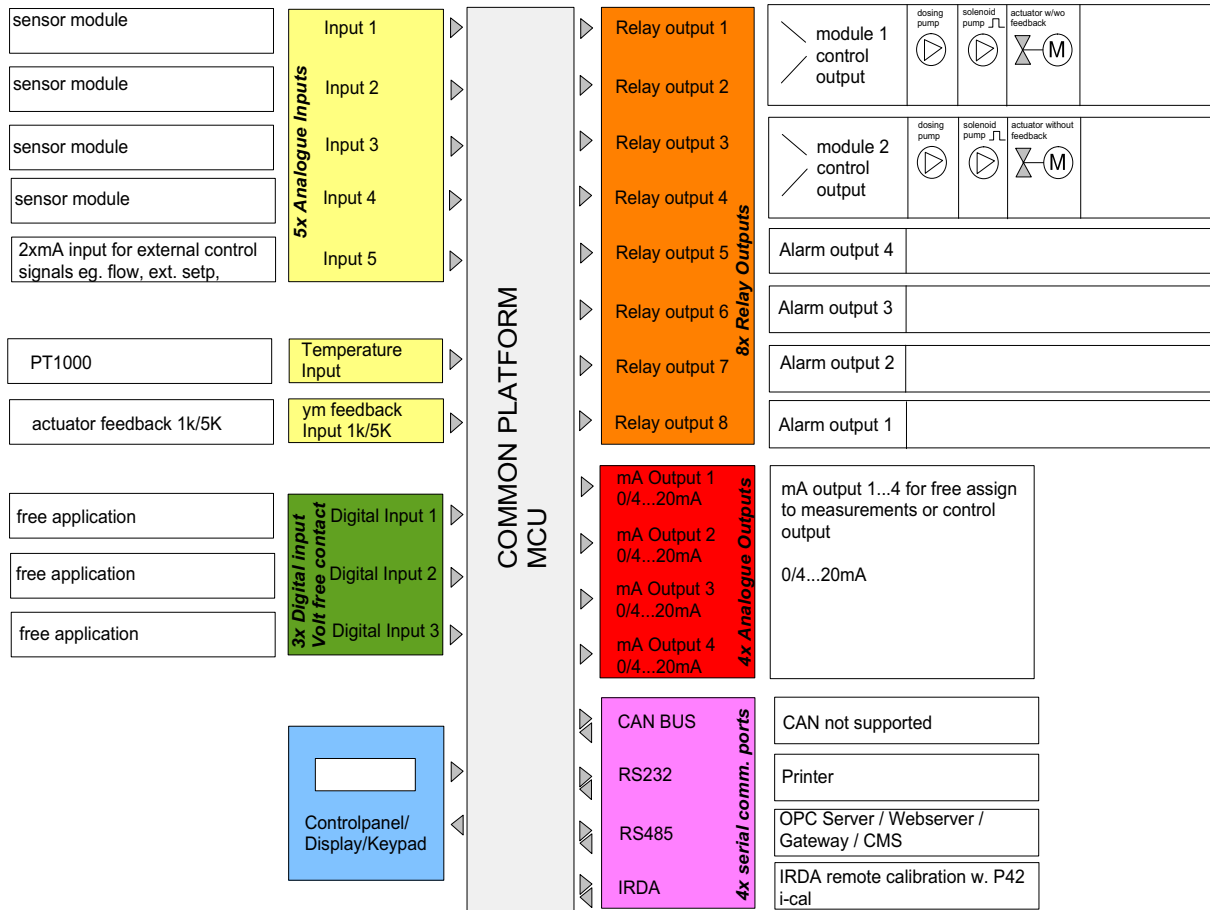 sensor module
sensor module
sensor module
sensor module
2xmA input for external control
signals eg. flow, ext. setp,
PT1000
actuator feedback 1k/5K
free application
free application
free application
5x Analogue Inputs
Input 1
Input 2
Input 3
Input 4
Input 5
Temperature
Input
ym feedback
Input 1k/5K
3x Digital input
Volt free contact
Digital Input 1
Digital Input 2
Digital Input 3
Controlpanel/
Display/Keypad
COMMON PLATFORM
MCU
Relay output 1
Relay output 2
Relay output 3
Relay output 4
Relay output 5
Relay output 6
Relay output 7
Relay output 8
8x Relay Outputs
mA Output 1
0/4...20mA
mA Output 2
0/4...20mA
mA Output 3
0/4...20mA
mA Output 4
0/4...20mA
4x Analogue Outputs
CAN BUS
RS232
RS485
IRDA
4x serial comm. ports
module 1
control
output
dosing
pump
solenoid
pump
actuator w/wo
feedback
M
module 2
control
output
dosing
pump
solenoid
pump
actuator without
feedback
M
Alarm output 4
Alarm output 3
Alarm output 2
Alarm output 1
mA output 1...4 for free assign
to measurements or control
output
0/4...20mA
CAN not supported
Printer
OPC Server / Webserver /
Gateway / CMS
IRDA remote calibration w. P42
i-cal